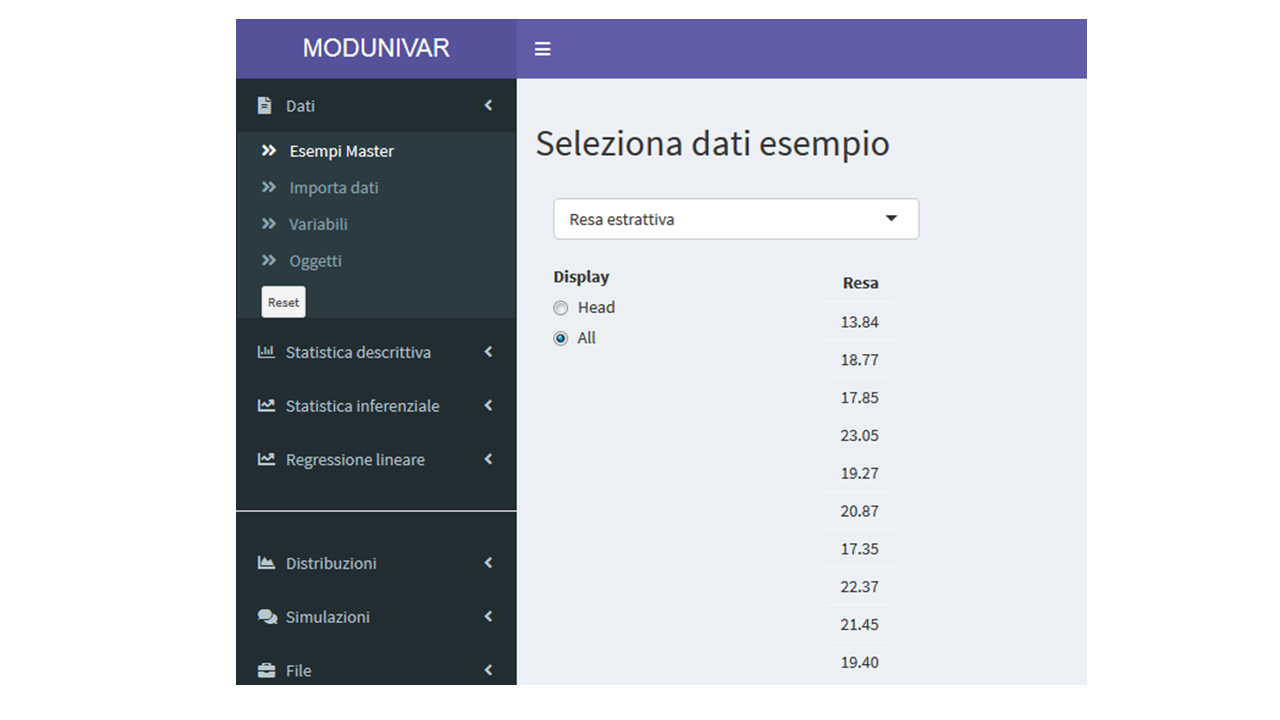 MODUNIVAR
Dati
Esempi Master
Importa dati
Variabili
Oggetti
Reset
Statistica descrittiva
Statistica inferenziale
Regressione lineare
Distribuzioni
Simulazioni
File
Seleziona dati esempio
Resa estrattiva
Display
Head
All
Resa
13.84
18.77
17.85
23.05
19.27
20.87
17.35
22.37
21.45
19.40